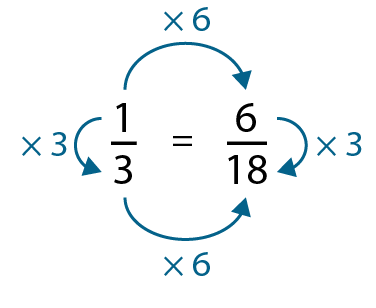 × 6
× 3 1/3 = 6/18 × 3
× 6